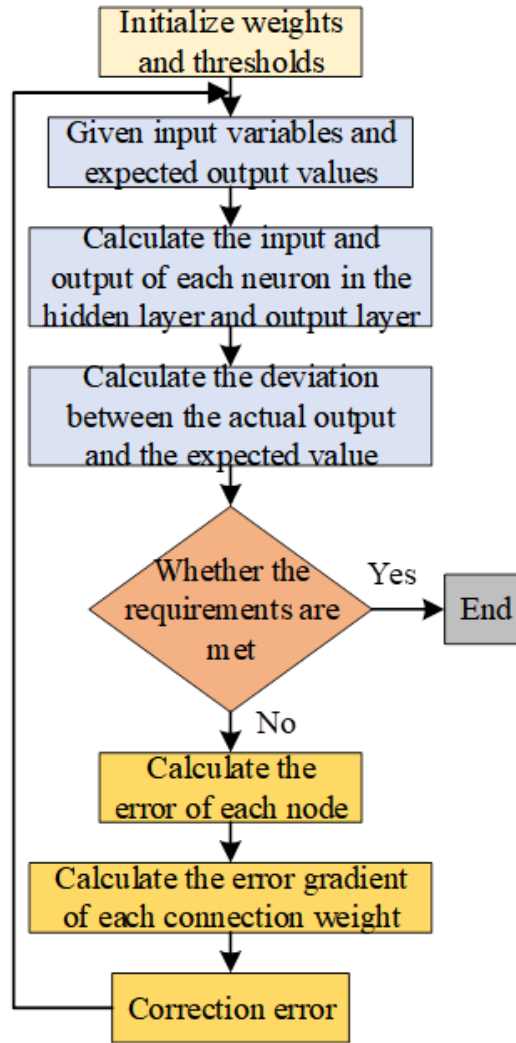 Initialize weights
and thresholds
Given input variables and
expected output values
Calculate the input and
output of each neuron in the
hidden layer and output layer
Calculate the deviation
between the actual output
and the expected value
Whether the
requirements are
met
Yes
End
No
Calculate the
error of each node
Calculate the error gradient
of each connection weight
Correction error